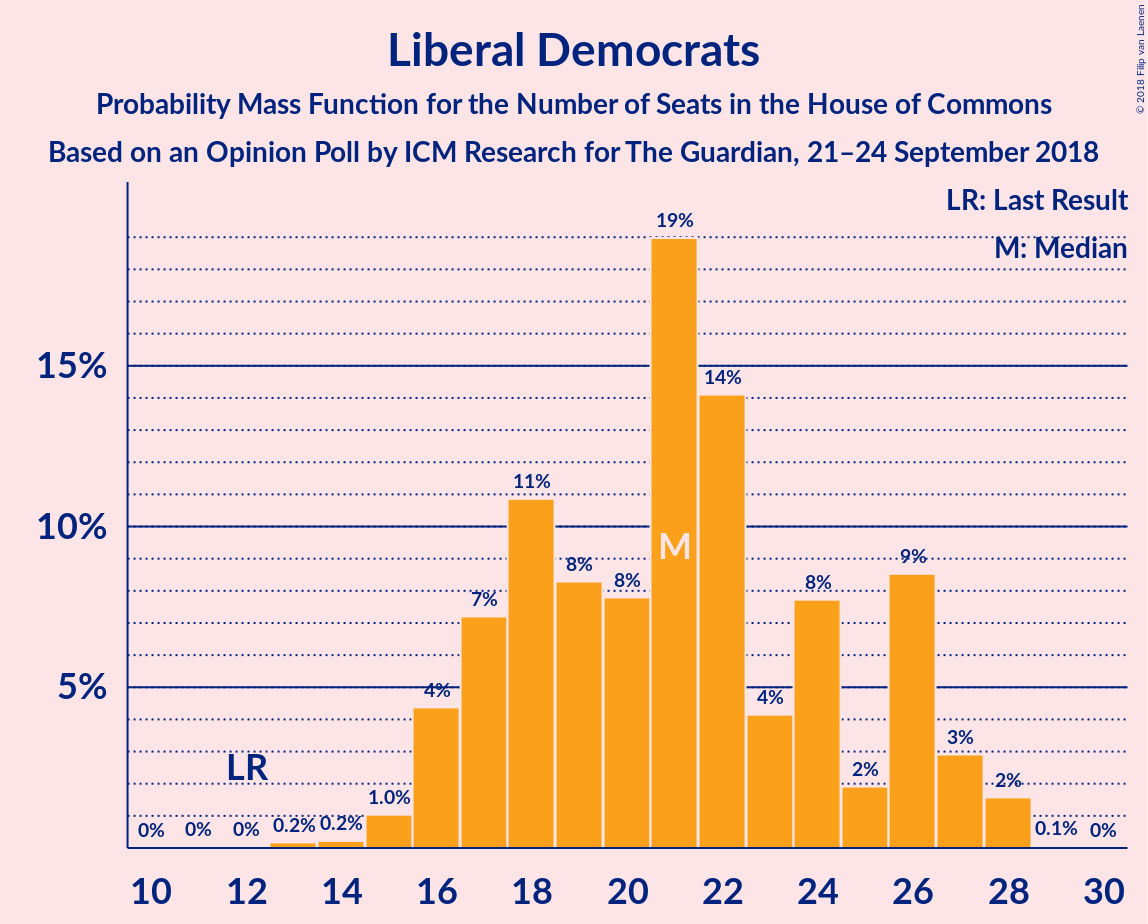 Liberal Democrats
Probability Mass Function for the Number of Seats in the House of Commons
Based on an Opinion Poll by ICM Research for The Guardian, 21–24 September 2018
© 2018 Filip van Laenen
LR: Last Result
M: Median
15%
10%
5%
0%
0%
0%
0.2%
0.2%
1.0%
4%
7%
11%
8%
8%
19%
14%
4%
8%
2%
9%
3%
2%
0.1%
0%
LR
M
10 12 14 16 18 20 22 24 26 28 30